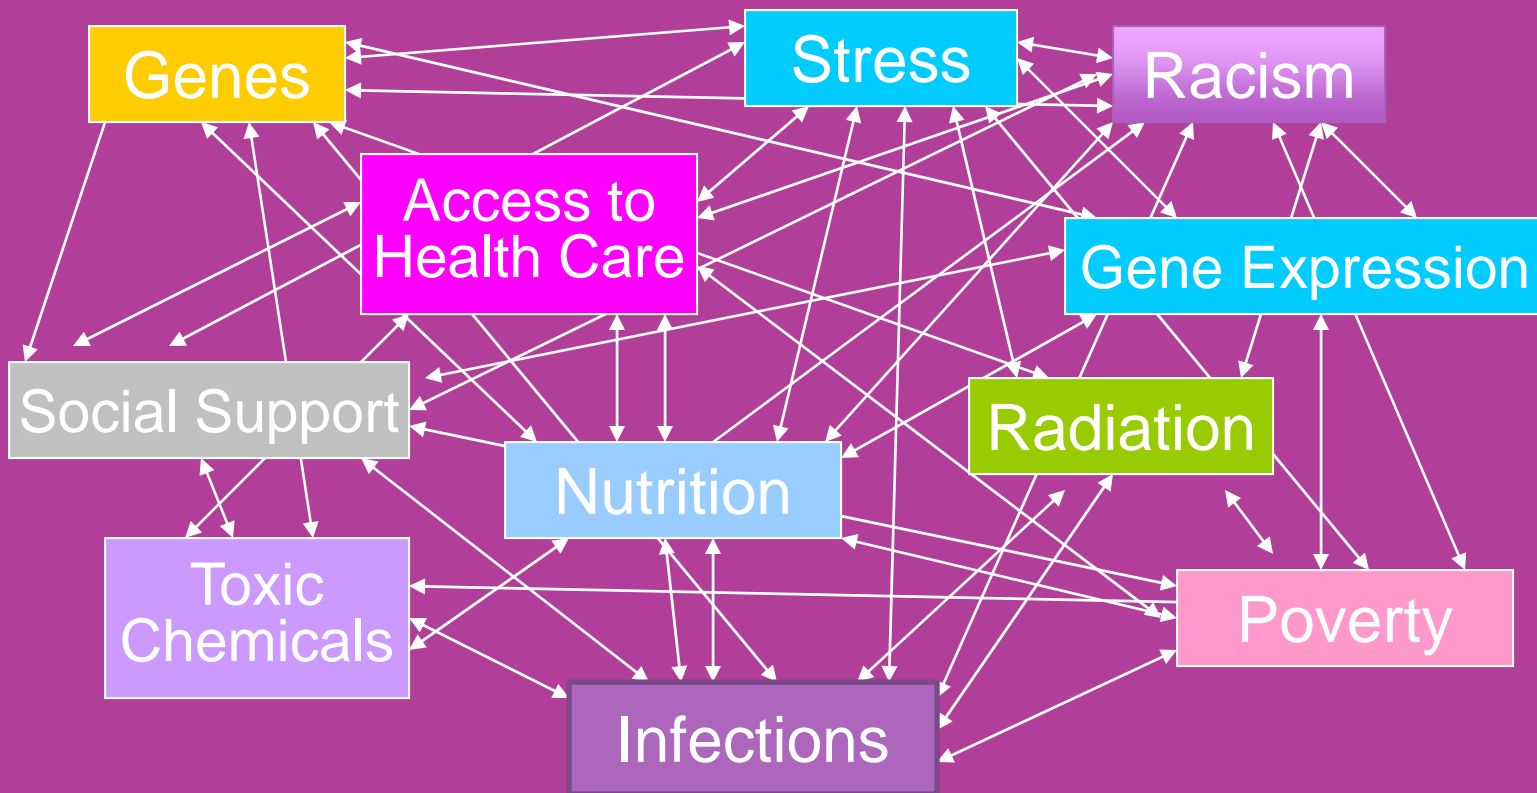 Genes
Stress
Racism
Access to
Health Care
Gene Expression
Social Support
Radiation
Nutrition
Toxic
Chemicals
Poverty
Infections